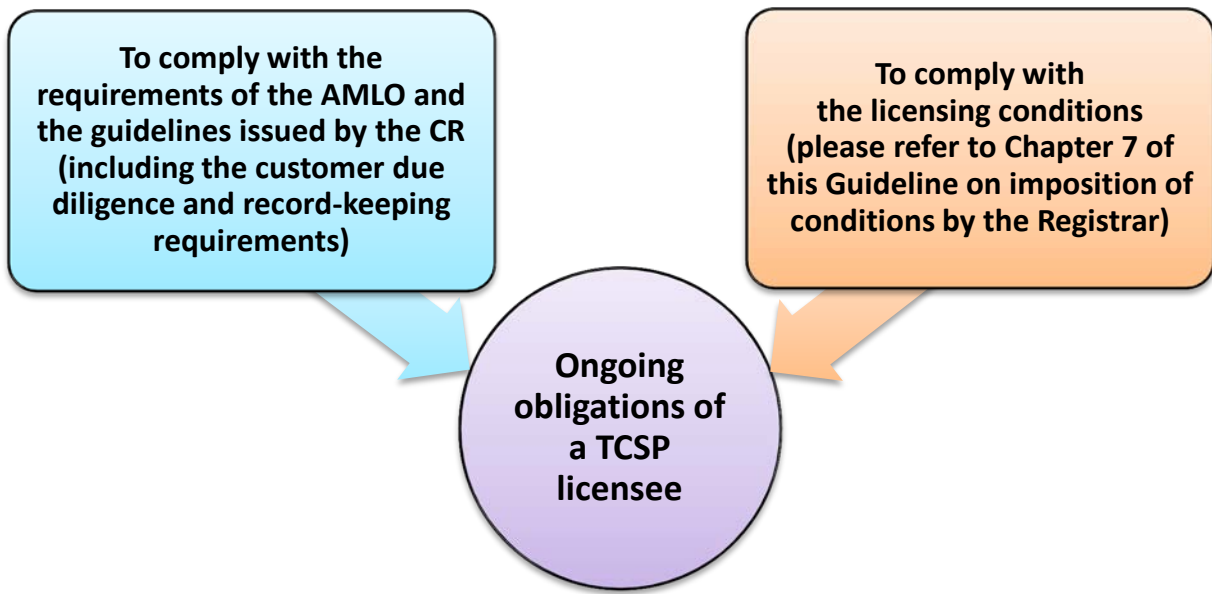 To comply with the
requirements of the AMLO and
the guidelines issued by the CR
(including the customer due
diligence and record-keeping
requirements)
To comply with
the licensing conditions
(please refer to Chapter 7 of
this Guideline on imposition of
conditions by the Registrar)
Ongoing
obligations of
a TCSP
licensee